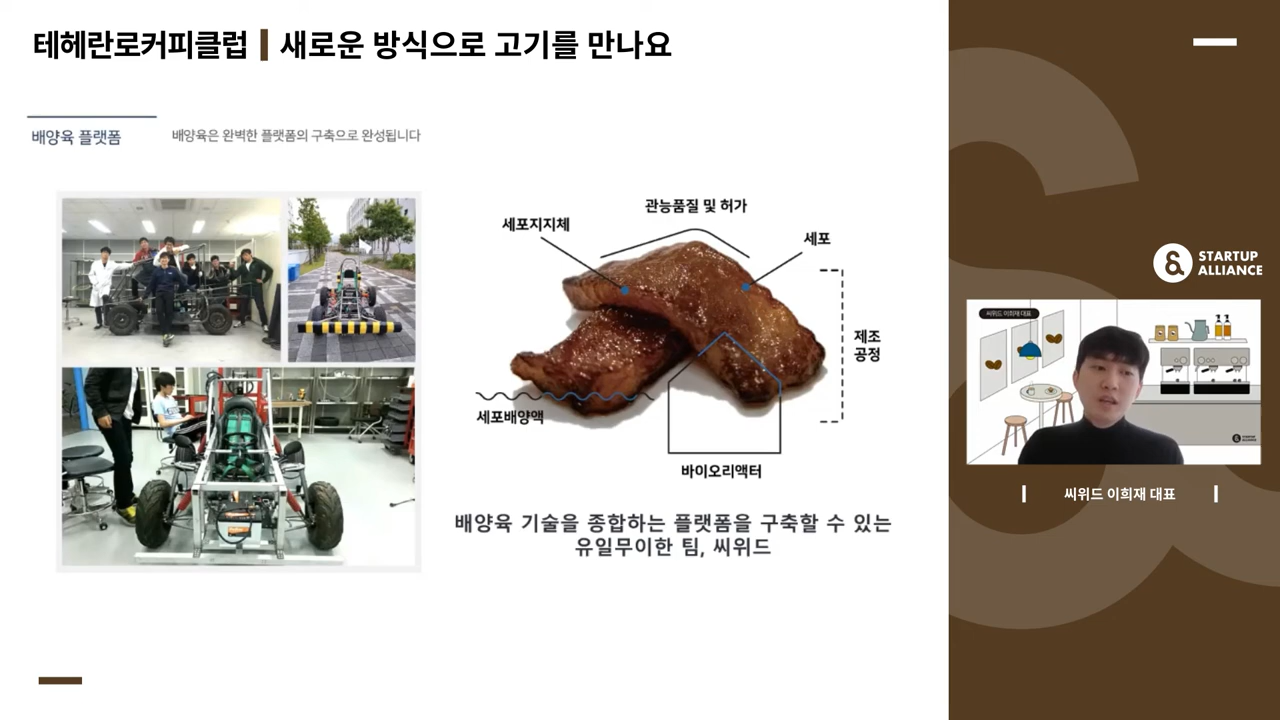 테헤란로커피클럽 | 새로운 방식으로 고기를 만나요
배양육 플랫폼
배양육은 완벽한 플랫폼의 구축으로 완성됩니다
관능품질 및 허가
세포지지체
세포
제조
공정
세포배양액
바이오리액터
배양육 기술을 종합하는 플랫폼을 구축할 수 있는
유일무이한 팀, 씨위드
STARTUP
ALLIANCE
씨위드 이희재 대표
씨위드 이희재 대표